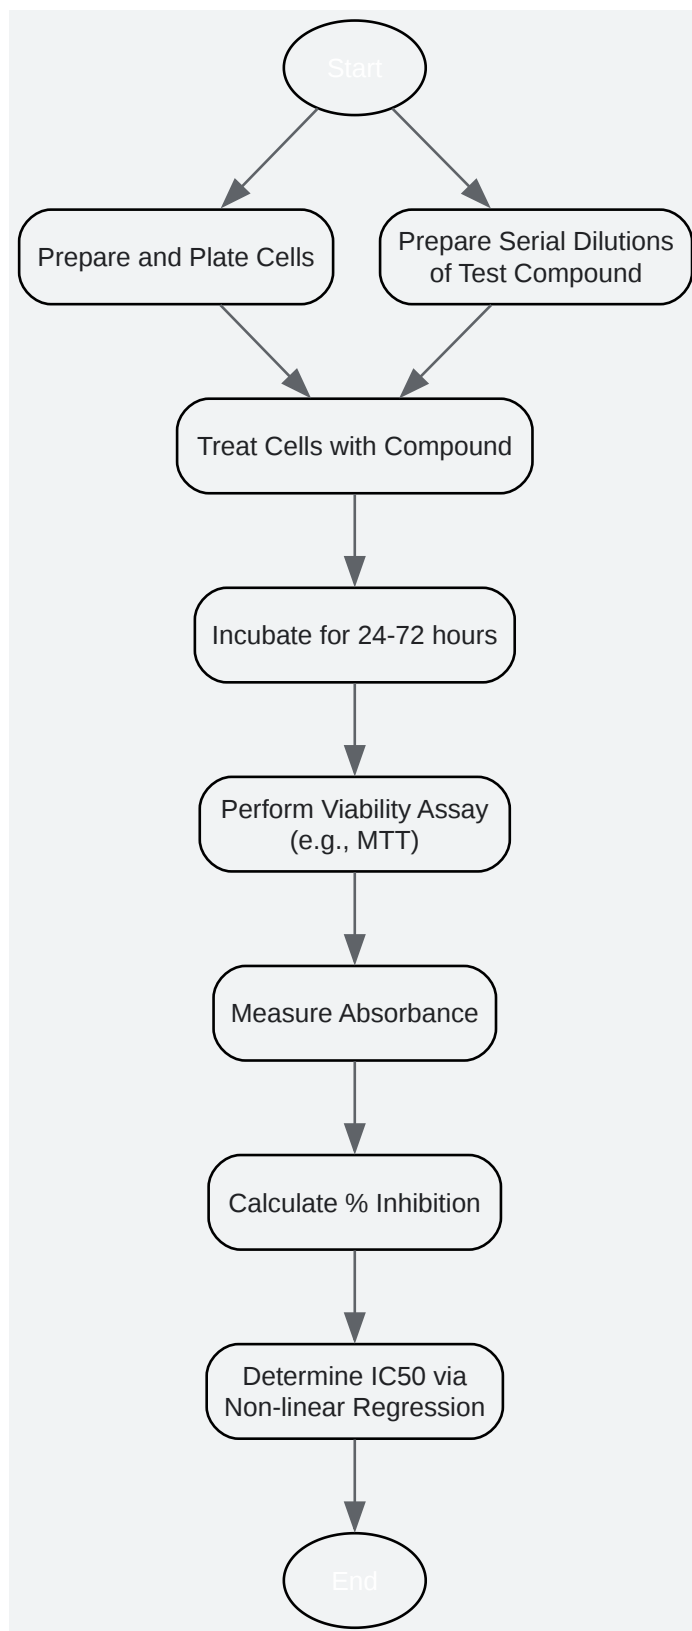 Start
Prepare and Plate Cells
Prepare Serial Dilutions
of Test Compound
Treat Cells with Compound
Incubate for 24-72 hours
Perform Viability Assay
(e.g., MTT)
Measure Absorbance
Calculate % Inhibition
Determine IC50 via
Non-linear Regression
End